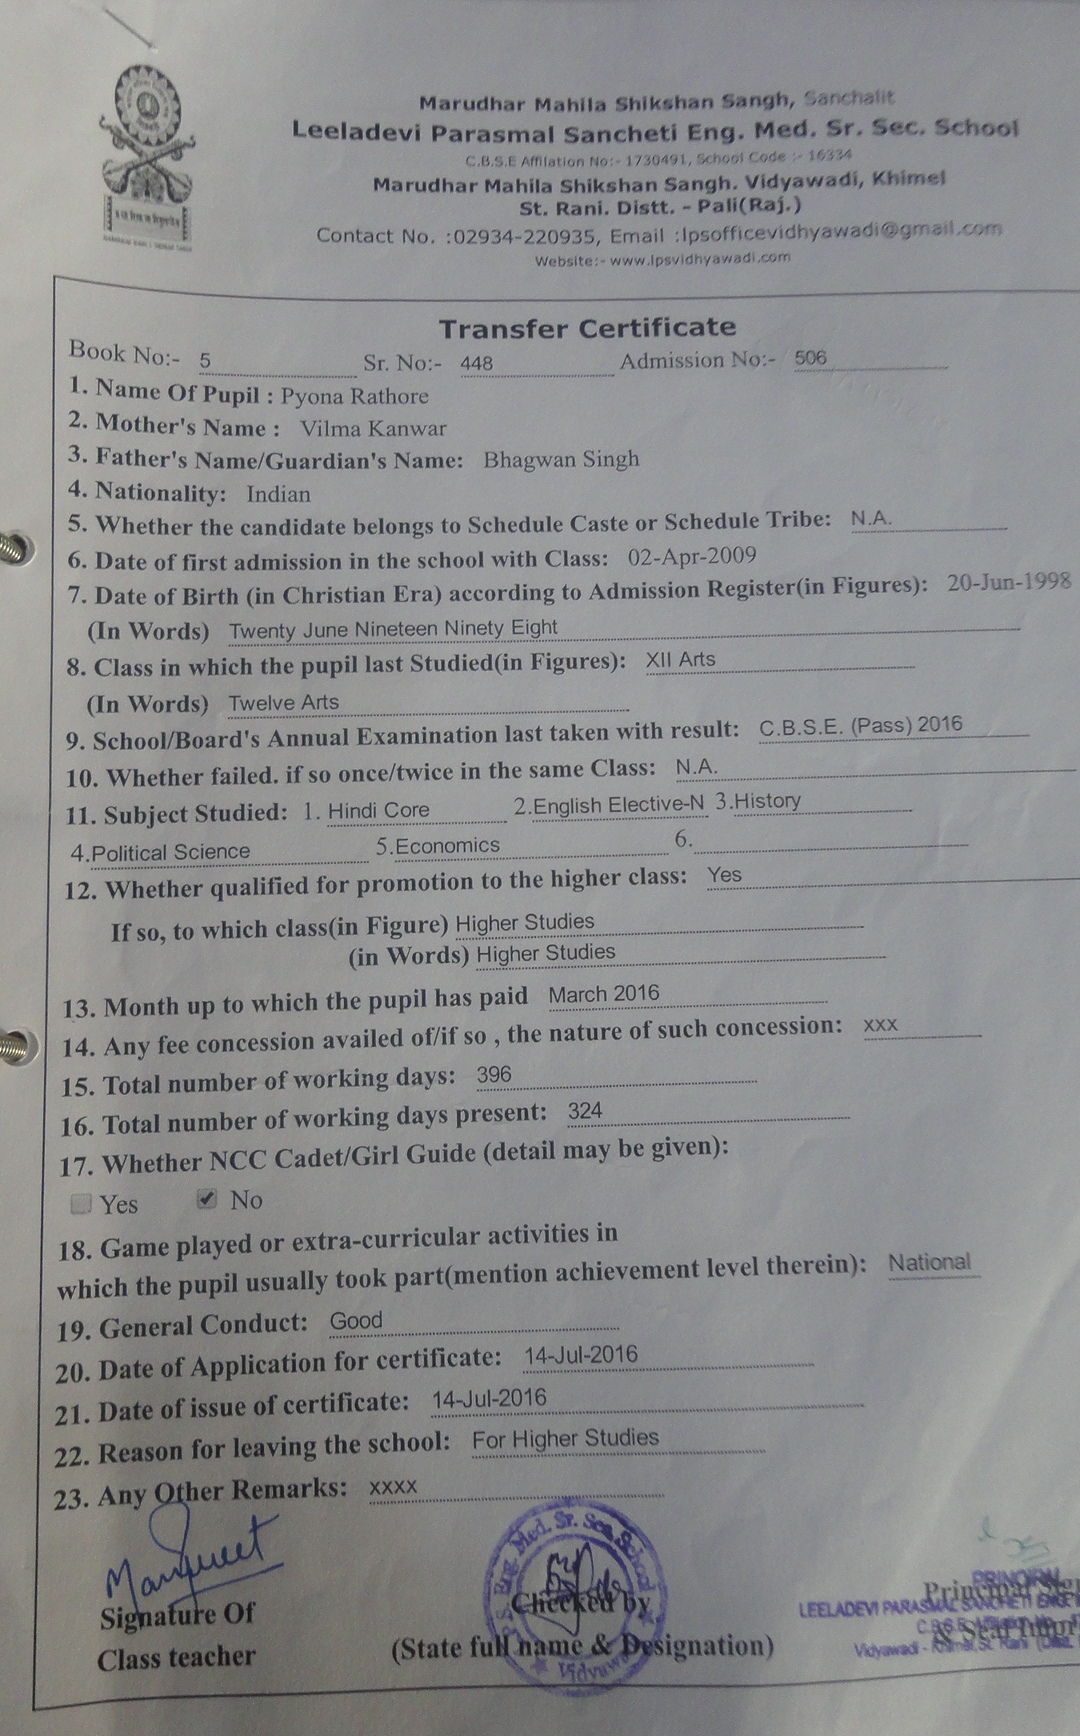 Marudhar Mahila Shikshan Sangh, Sanchalit
Leeladevi Parasmal Sancheti Eng. Med. Sr. Sec. School
C.B.S.E Affilation No:- 1730491, School Code :- 16334
Marudhar Mahila Shikshan Sangh. Vidyawadi, Khimel
St. Rani. Distt. - Pali(Raj.)
Contact No. :02934-220935, Email :lpsofficevidhyawadi@gmail.com
Website:- www.lpsvidhyawadi.com
Transfer Certificate
Book No:- 5 Sr. No:- 448 Admission No:- 506
1. Name Of Pupil : Pyona Rathore
2. Mother's Name : Vilma Kanwar
3. Father's Name/Guardian's Name: Bhagwan Singh
4. Nationality: Indian
5. Whether the candidate belongs to Schedule Caste or Schedule Tribe: N.A.
6. Date of first admission in the school with Class: 02-Apr-2009
7. Date of Birth (in Christian Era) according to Admission Register(in Figures): 20-Jun-1998
(In Words) Twenty June Nineteen Ninety Eight
8. Class in which the pupil last Studied(in Figures): XII Arts
(In Words) Twelve Arts
9. School/Board's Annual Examination last taken with result: C.B.S.E. (Pass) 2016
10. Whether failed. if so once/twice in the same Class: N.A.
11. Subject Studied: 1. Hindi Core 2.English Elective-N 3.History
4.Political Science 5.Economics 6.
12. Whether qualified for promotion to the higher class: Yes
If so, to which class(in Figure) Higher Studies
(in Words) Higher Studies
13. Month up to which the pupil has paid March 2016
14. Any fee concession availed of/if so , the nature of such concession: xxx
15. Total number of working days: 396
16. Total number of working days present: 324
17. Whether NCC Cadet/Girl Guide (detail may be given):
Yes No
18. Game played or extra-curricular activities in
which the pupil usually took part(mention achievement level therein): National
19. General Conduct: Good
20. Date of Application for certificate: 14-Jul-2016
21. Date of issue of certificate: 14-Jul-2016
22. Reason for leaving the school: For Higher Studies
23. Any Other Remarks: xxxx
Manpreet
Eng. Med. Sr. Sec. School
Signature Of Checked by Principal
Class teacher (State full name & Designation) & Seal
PRINCIPAL
LEELADEVI PARASMAL SANCHETI
Vidyawadi